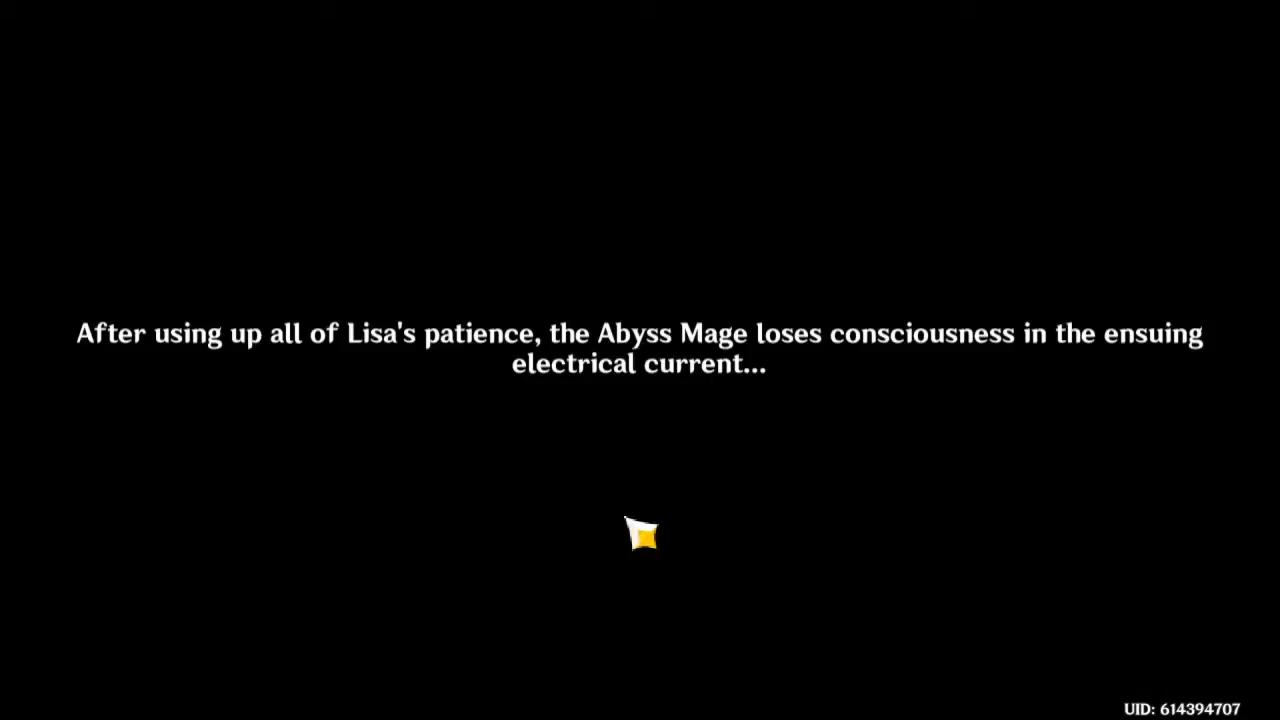 After using up all of Lisa's patience, the Abyss Mage loses consciousness in the ensuing
electrical current...
UID: 614394707